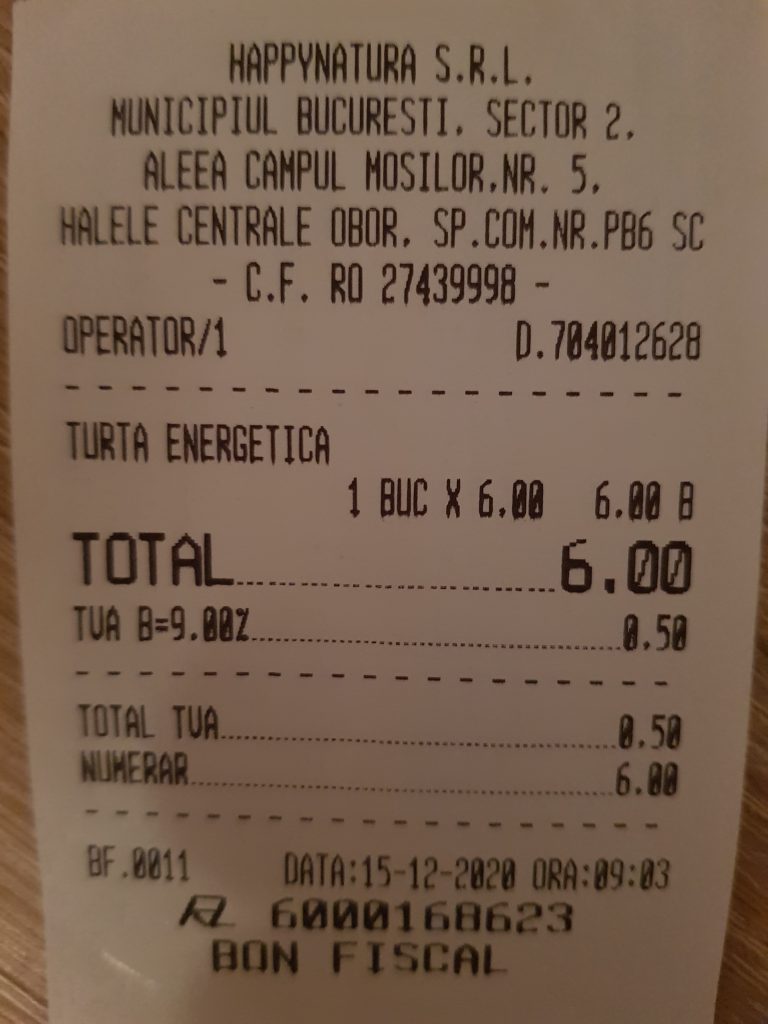 HAPPYNATURA S.R.L.
MUNICIPIUL BUCURESTI, SECTOR 2,
ALEEA CAMPUL MOSILOR,NR. 5,
HALELE CENTRALE OBOR, SP.COM.NR.PB6 SC
- C.F. RO 27439998 -
OPERATOR/1 D.704012628
TURTA ENERGETICA
1 BUC X 6.00 6.00 B
TOTAL 6.00
TVA B=9.00% 0.50
TOTAL TVA 0.50
NUMERAR 6.00
BF.0011 DATA:15-12-2020 ORA:09:03
6000168623
BON FISCAL